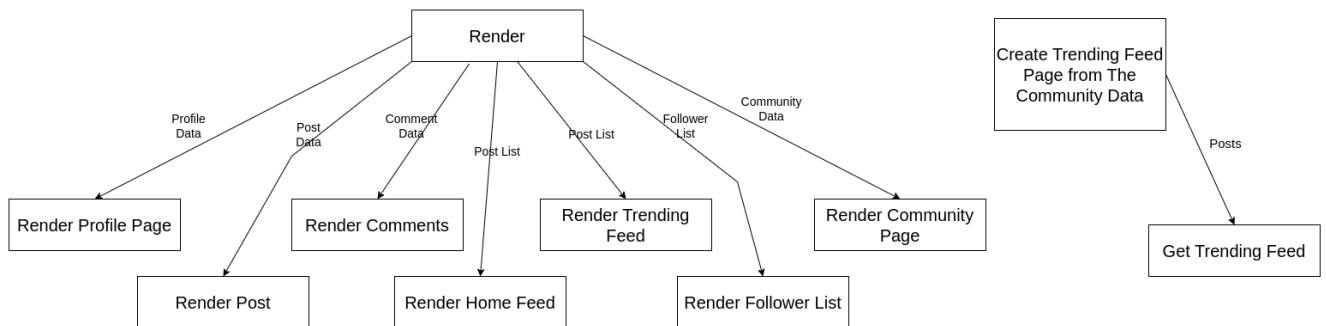 Render
Create Trending Feed
Page from The
Community Data
Profile
Data
Post
Data
Comment
Data
Post List
Post List
Follower
List
Community
Data
Posts
Render Profile Page
Render Comments
Render Trending
Feed
Render Community
Page
Get Trending Feed
Render Post
Render Home Feed
Render Follower List